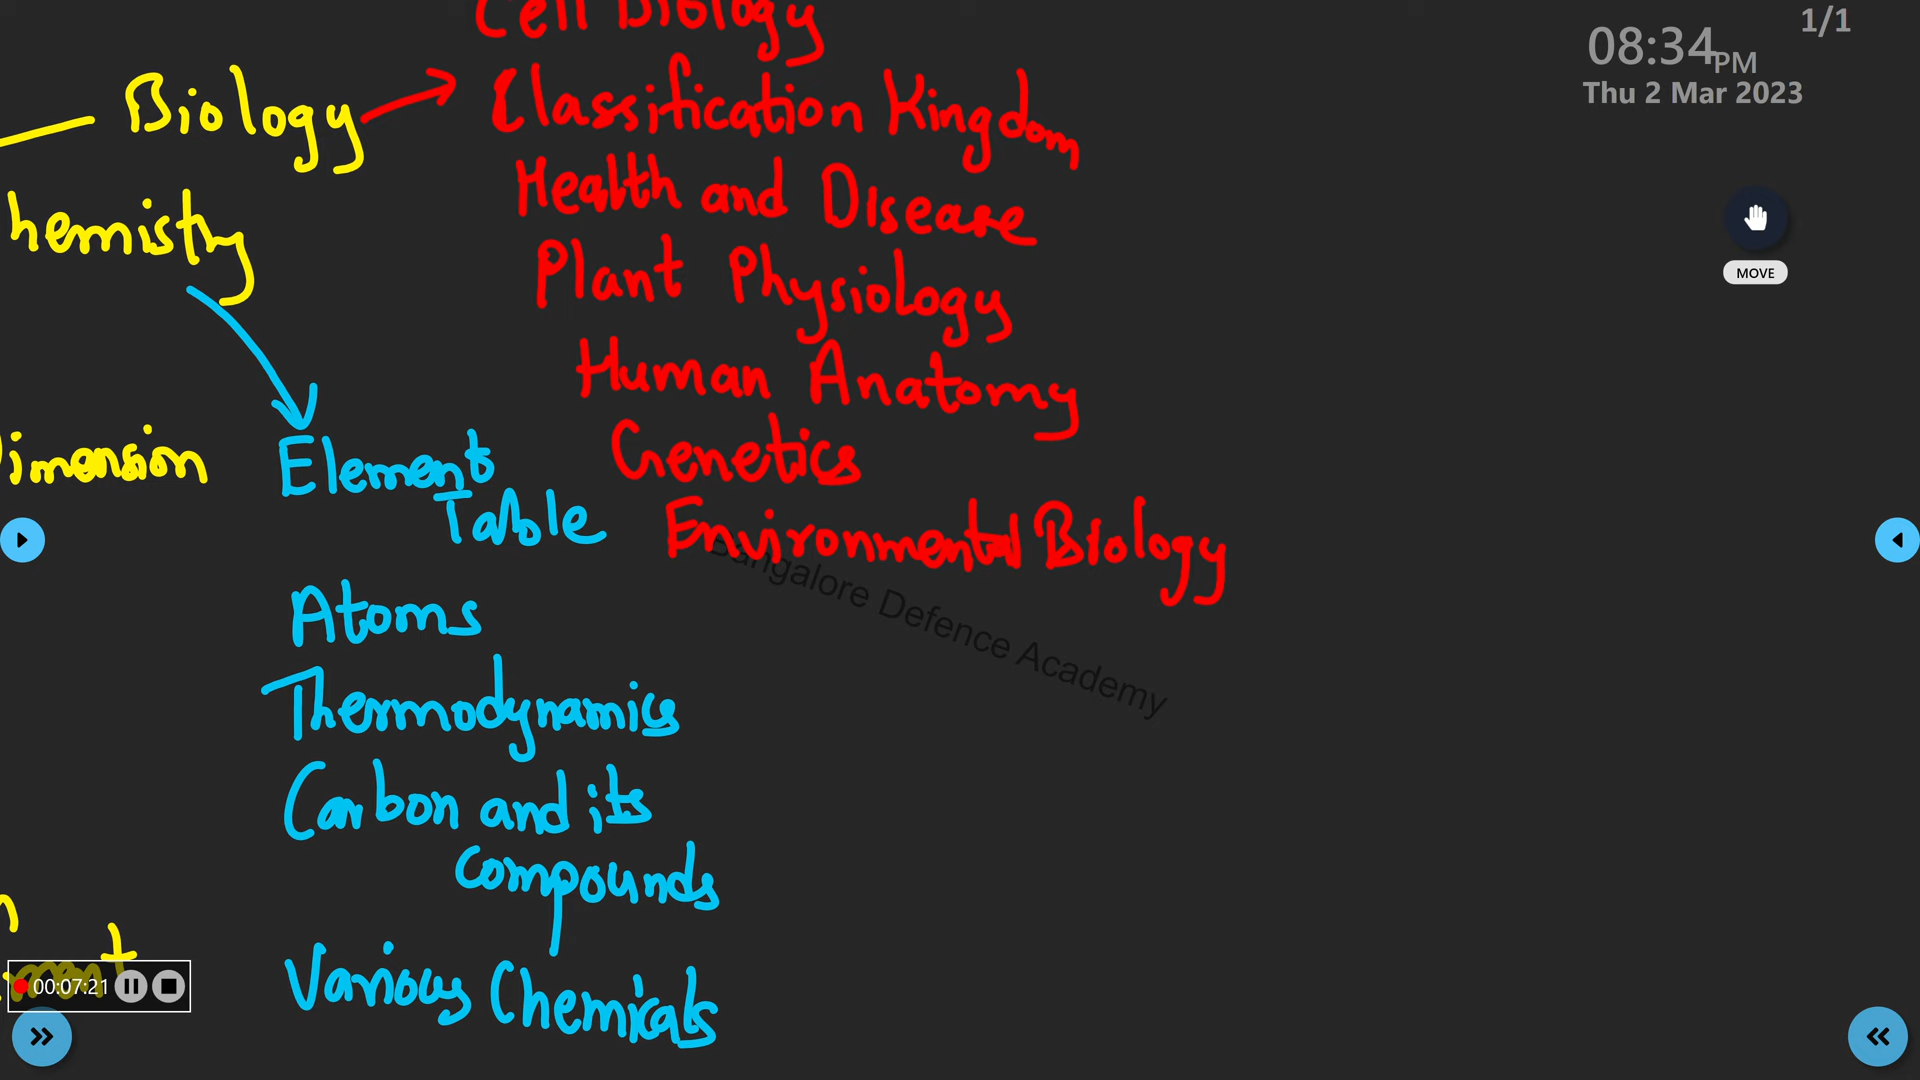 Cell Biology
Biology
Classification Kingdom
Health and Disease
Plant Physiology
Human Anatomy
Genetics
Environmental Biology
hemistry
Element
Table
Atoms
Thermodynamics
Carbon and its
compounds
Various Chemicals
imension
08:34PM
Thu 2 Mar 2023
1/1
MOVE
Bangalore Defence Academy
00:07:21